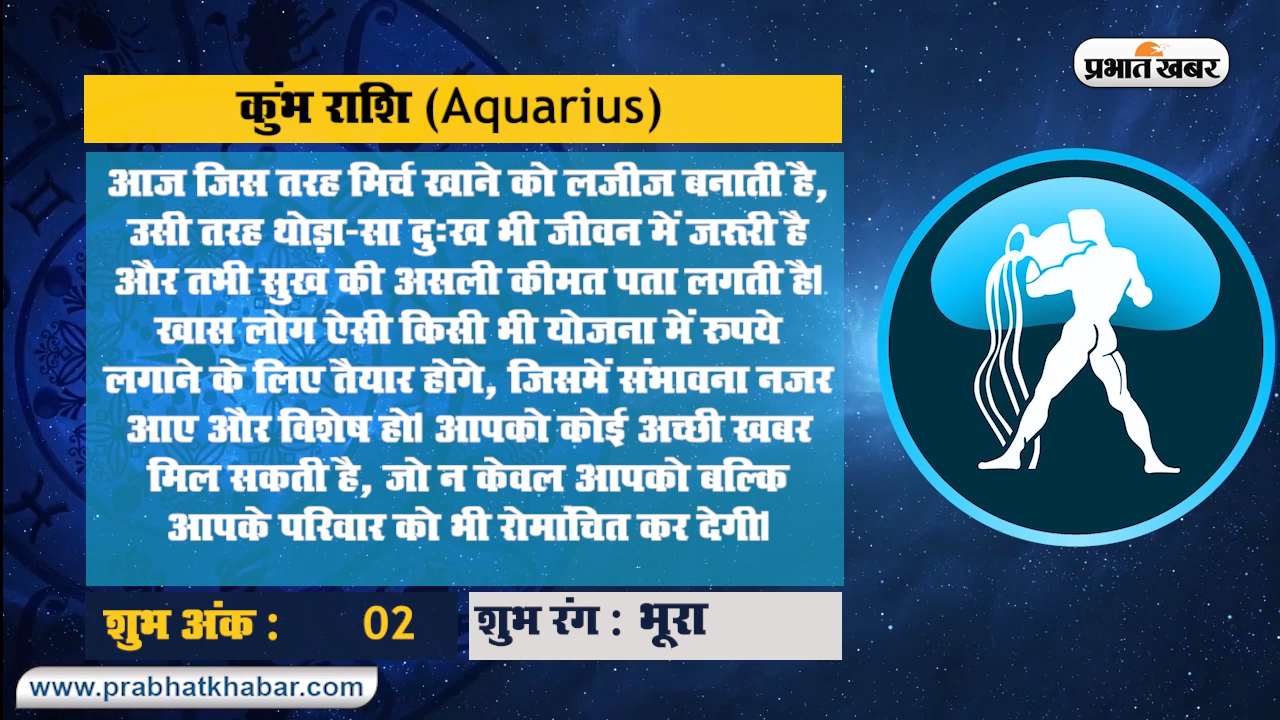 प्रभात खबर
कुंभ राशि (Aquarius)
आज जिस तरह मिर्च खाने को लजीज बनाती है,
उसी तरह थोड़ा-सा दुःख भी जीवन में जरूरी है
और तभी सुख की असली कीमत पता लगती है।
खास लोग ऐसी किसी भी योजना में रुपये
लगाने के लिए तैयार होंगे, जिसमें संभावना नजर
आए और विशेष हो। आपको कोई अच्छी खबर
मिल सकती है, जो न केवल आपको बल्कि
आपके परिवार को भी रोमांचित कर देगी।
शुभ अंक : 02 शुभ रंग : भूरा
www.prabhatkhabar.com